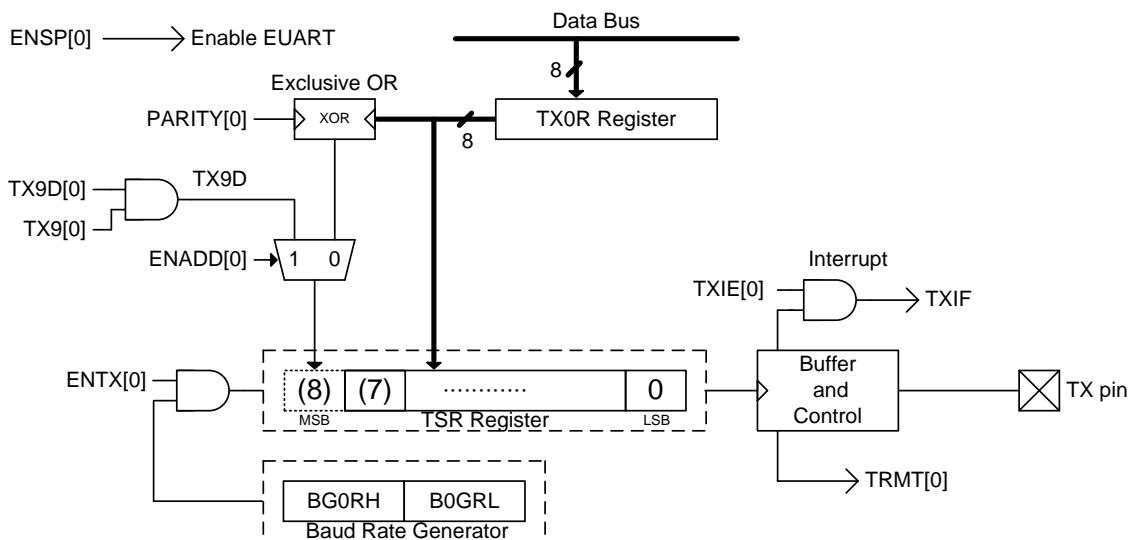 Data Bus
ENSP[0]
Enable EUART
8
Exclusive OR
PARITY[0]
XOR
TX0R Register
8
TX9D[0]
TX9D
TX9[0]
ENADD[0]
1 0
Interrupt
TXIE[0]
TXIF
ENTX[0]
(8) (7) ............ 0
MSB
TSR Register
LSB
Buffer
and
Control
TX pin
TRMT[0]
BG0RH B0GRL
Baud Rate Generator